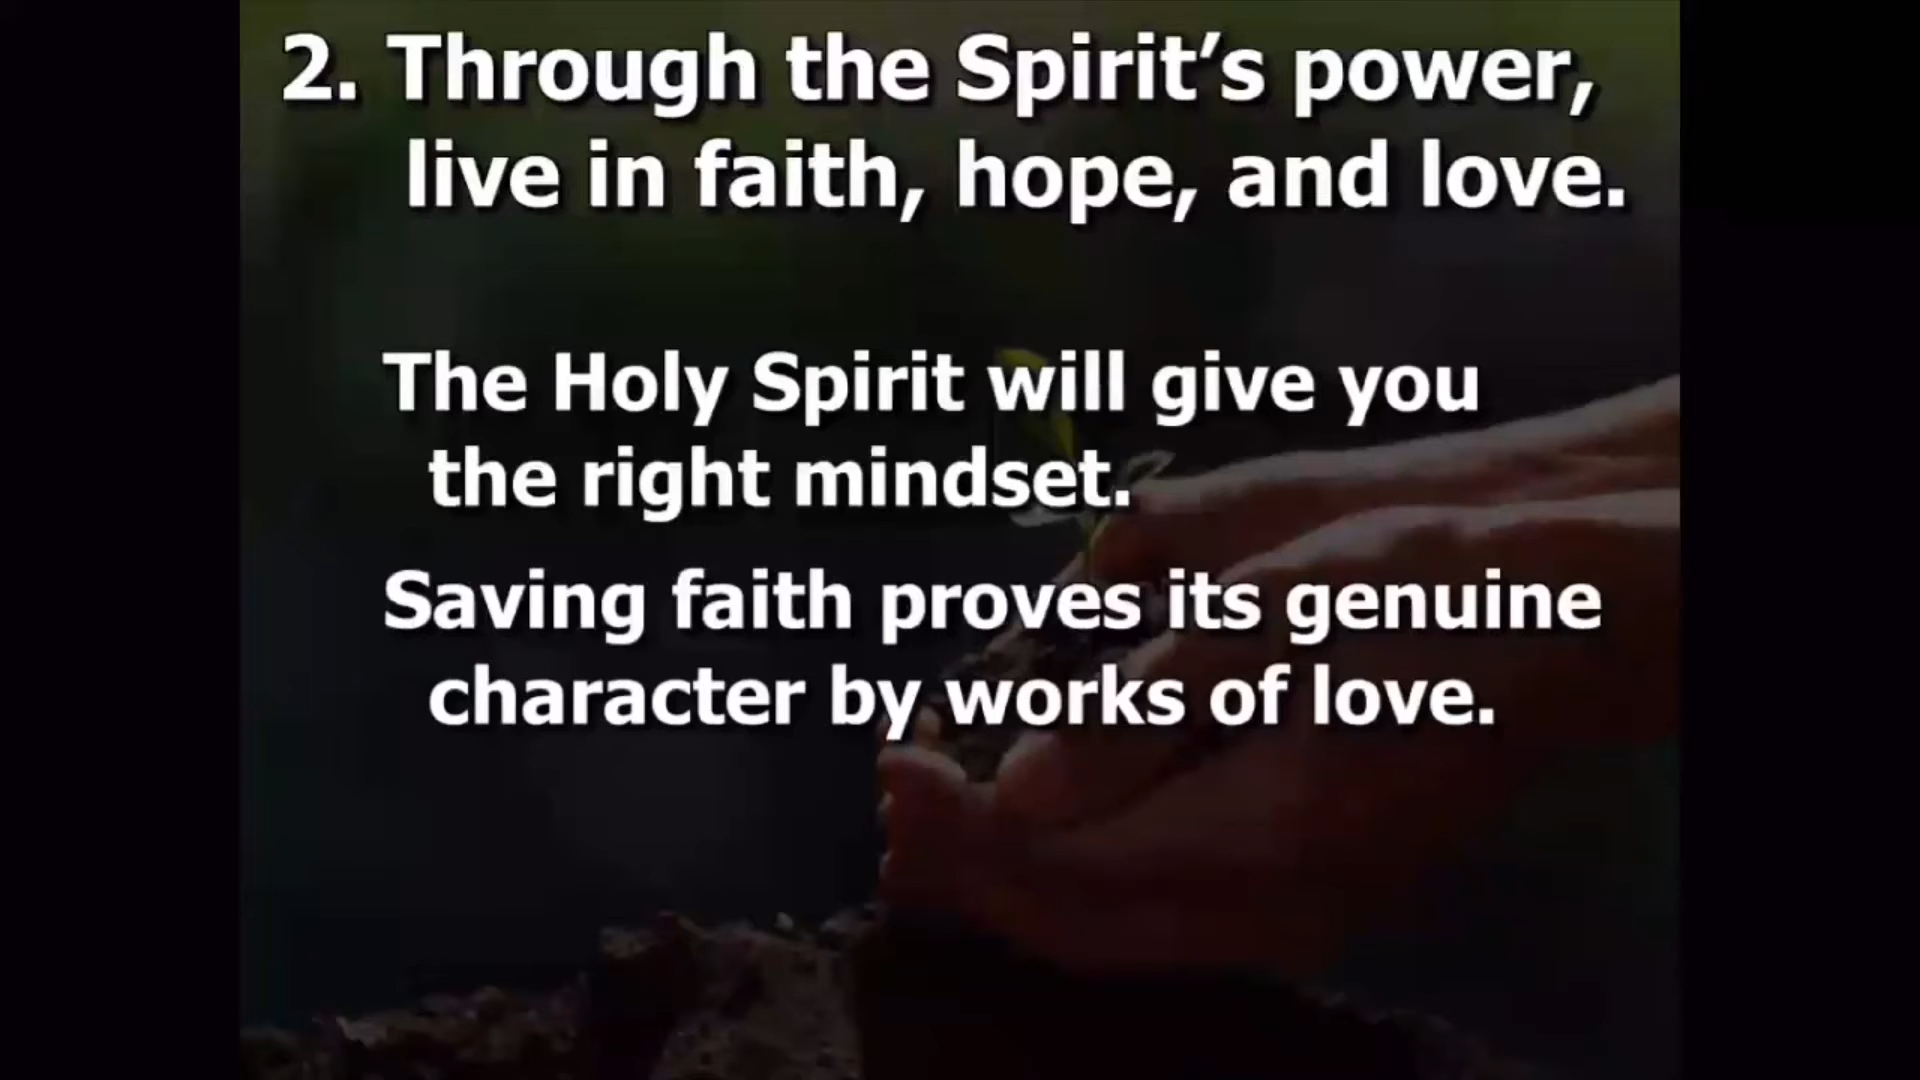 2. Through the Spirit’s power,
live in faith, hope, and love.
The Holy Spirit will give you
the right mindset.
Saving faith proves its genuine
character by works of love.